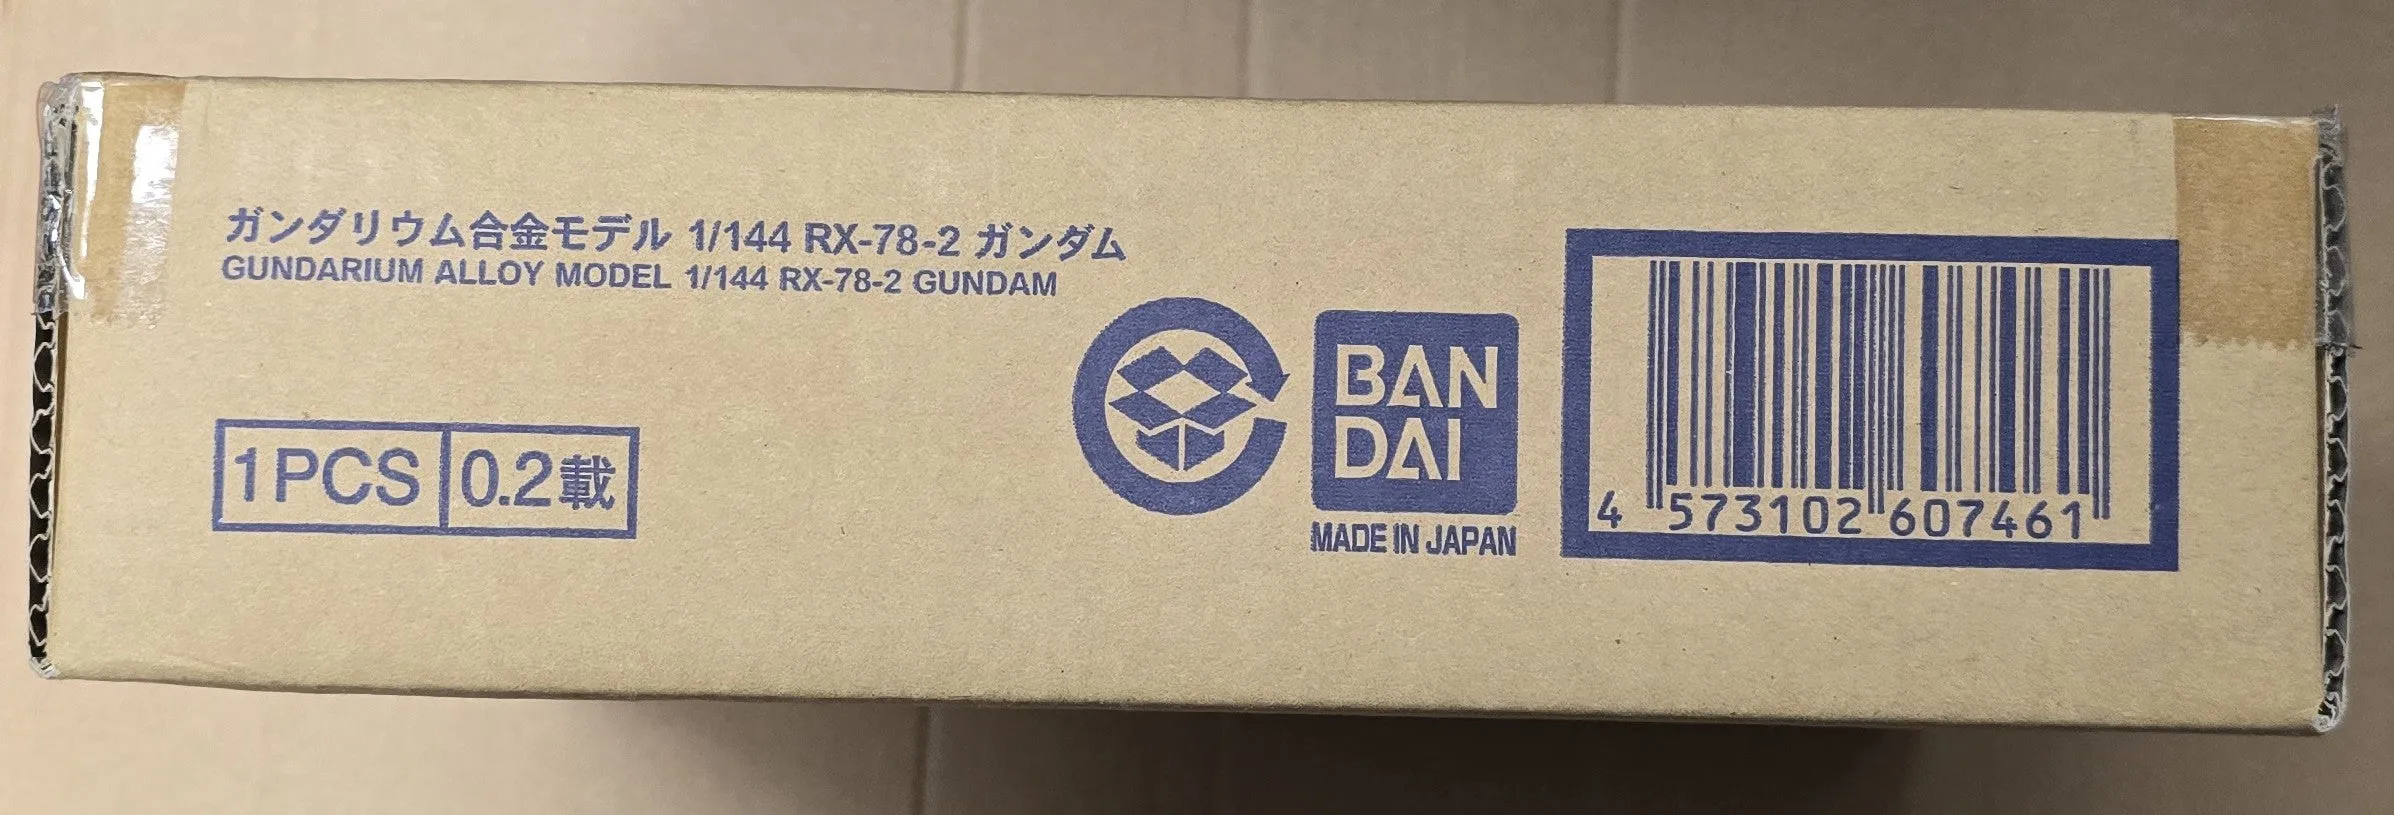 ガンダリウム合金モデル 1/144 RX-78-2 ガンダム
GUNDARIUM ALLOY MODEL 1/144 RX-78-2 GUNDAM
1PCS 0.2載
BAN
DAI
MADE IN JAPAN
4 573102 607461